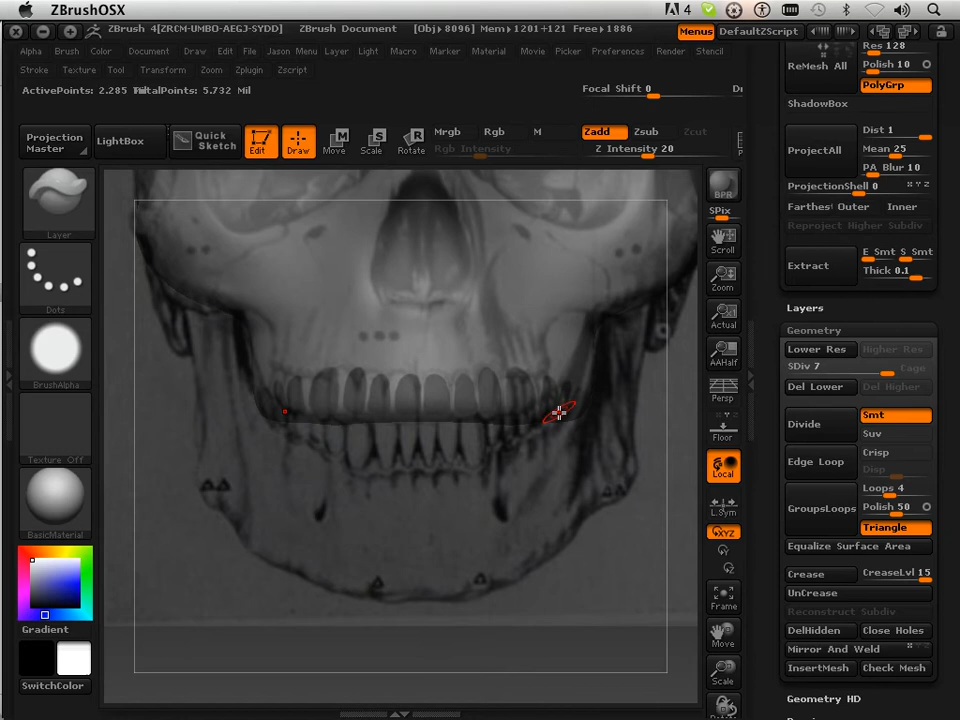 ZBrushOSX
4
ZBrush 4[ZRCM-UMBO-AEGJ-SYDD] ZBrush Document [Obj> 8096] Mem> 1201+121 Free> 1886 Menus DefaultZScript
Alpha Brush Color Document Draw Edit File Jason Menu Layer Light Macro Marker Material Movie Picker Preferences Render Stencil
Stroke Texture Tool Transform Zoom Zplugin Zscript
ActivePoints: 2.285 TotalPoints: 5.732 Mil
Focal Shift 0
Projection Master
LightBox
Quick Sketch
Edit
Draw
Move
Scale
Rotate
Mrgb Rgb M
Rgb Intensity
Zadd Zsub Zcut
Z Intensity 20
Layer
Dots
BrushAlpha
Texture Off
BasicMaterial
Gradient
SwitchColor
BPR
SPix
Scroll
Zoom
Actual
AAHalf
Persp
Floor
Local
L.Sym
XYZ
Frame
Move
Scale
ReMesh All
Res 128
Polish 10
PolyGrp
ShadowBox
ProjectAll
Dist 1
Mean 25
PA Blur 10
ProjectionShell 0
Farthest Outer Inner
Reproject Higher Subdiv
Extract
E Smt S Smt
Thick 0.1
Layers
Geometry
Lower Res Higher Res
SDiv 7 Cage
Del Lower Del Higher
Divide
Smt
Suv
Edge Loop
Crisp
Disp
GroupsLoops
Loops 4
Polish 50
Triangle
Equalize Surface Area
Crease CreaseLvl 15
UnCrease
Reconstruct Subdiv
DelHidden Close Holes
Mirror And Weld
InsertMesh Check Mesh
Geometry HD